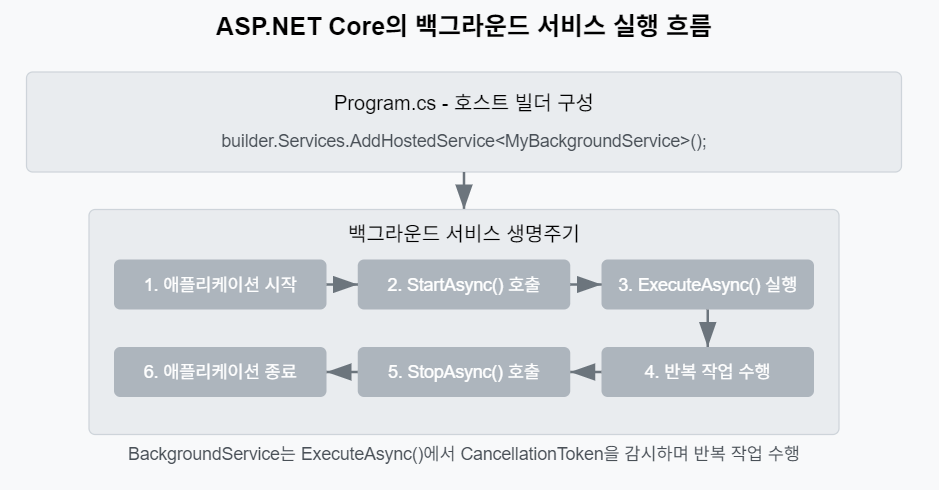 ASP.NET Core의 백그라운드 서비스 실행 흐름
Program.cs - 호스트 빌더 구성
builder.Services.AddHostedService<MyBackgroundService>();
백그라운드 서비스 생명주기
1. 애플리케이션 시작
2. StartAsync() 호출
3. ExecuteAsync() 실행
4. 반복 작업 수행
5. StopAsync() 호출
6. 애플리케이션 종료
BackgroundService는 ExecuteAsync()에서 CancellationToken을 감시하며 반복 작업 수행